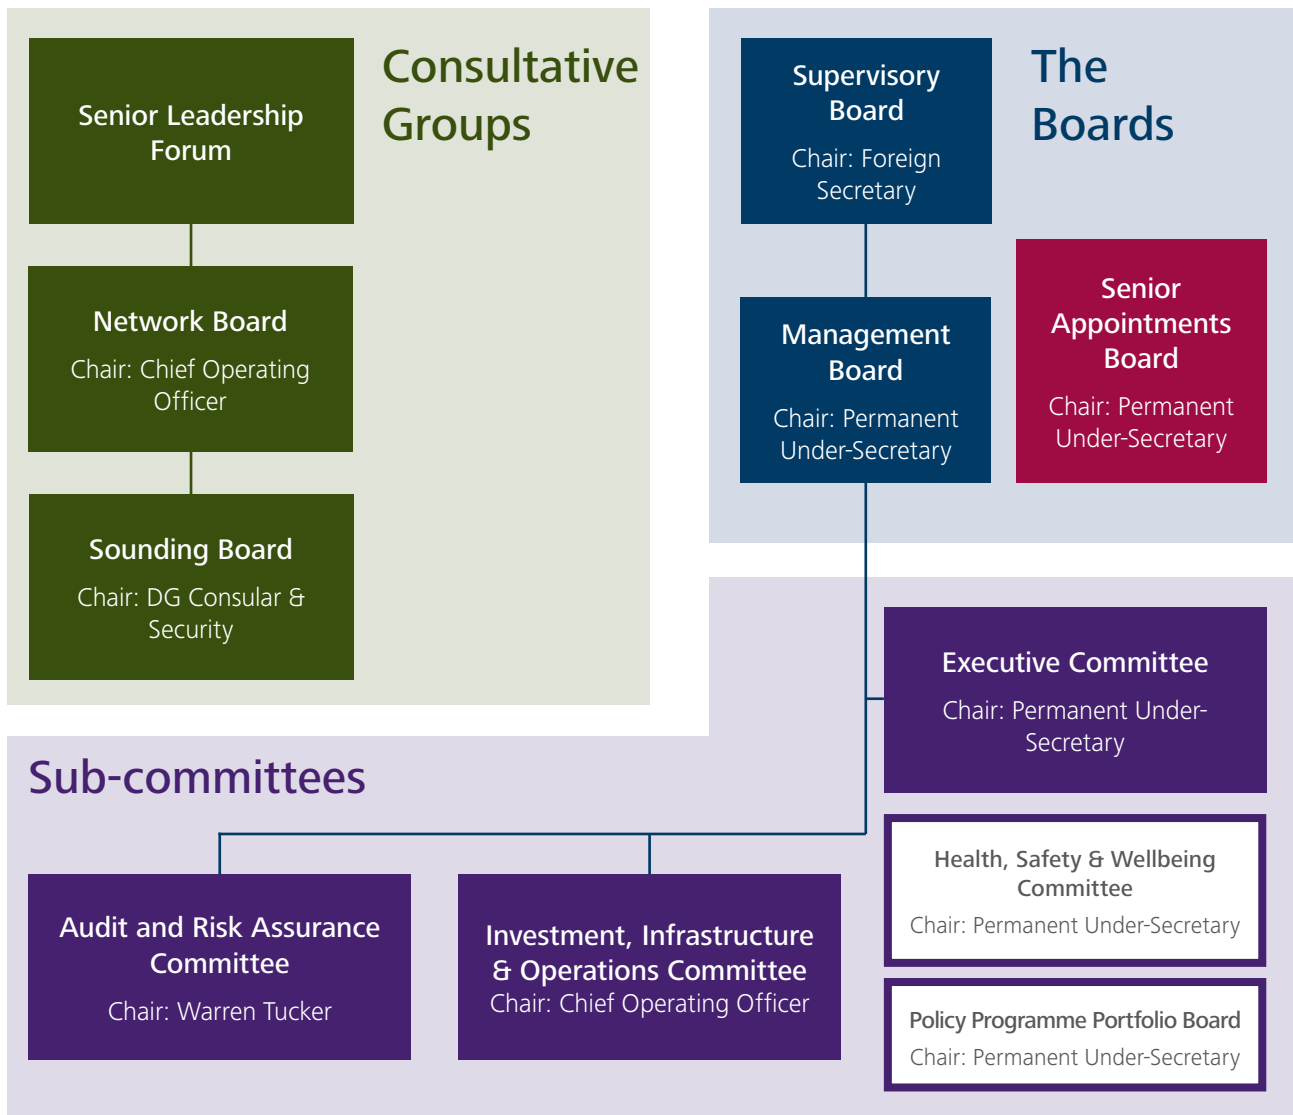 Consultative
Groups
Senior Leadership
Forum
Network Board
Chair: Chief Operating
Officer
Sounding Board
Chair: DG Consular &
Security
The
Boards
Supervisory
Board
Chair: Foreign
Secretary
Management
Board
Chair: Permanent
Under-Secretary
Senior
Appointments
Board
Chair: Permanent
Under-Secretary
Sub-committees
Executive Committee
Chair: Permanent Under-
Secretary
Health, Safety & Wellbeing
Committee
Chair: Permanent Under-Secretary
Policy Programme Portfolio Board
Chair: Permanent Under-Secretary
Audit and Risk Assurance
Committee
Chair: Warren Tucker
Investment, Infrastructure
& Operations Committee
Chair: Chief Operating Officer